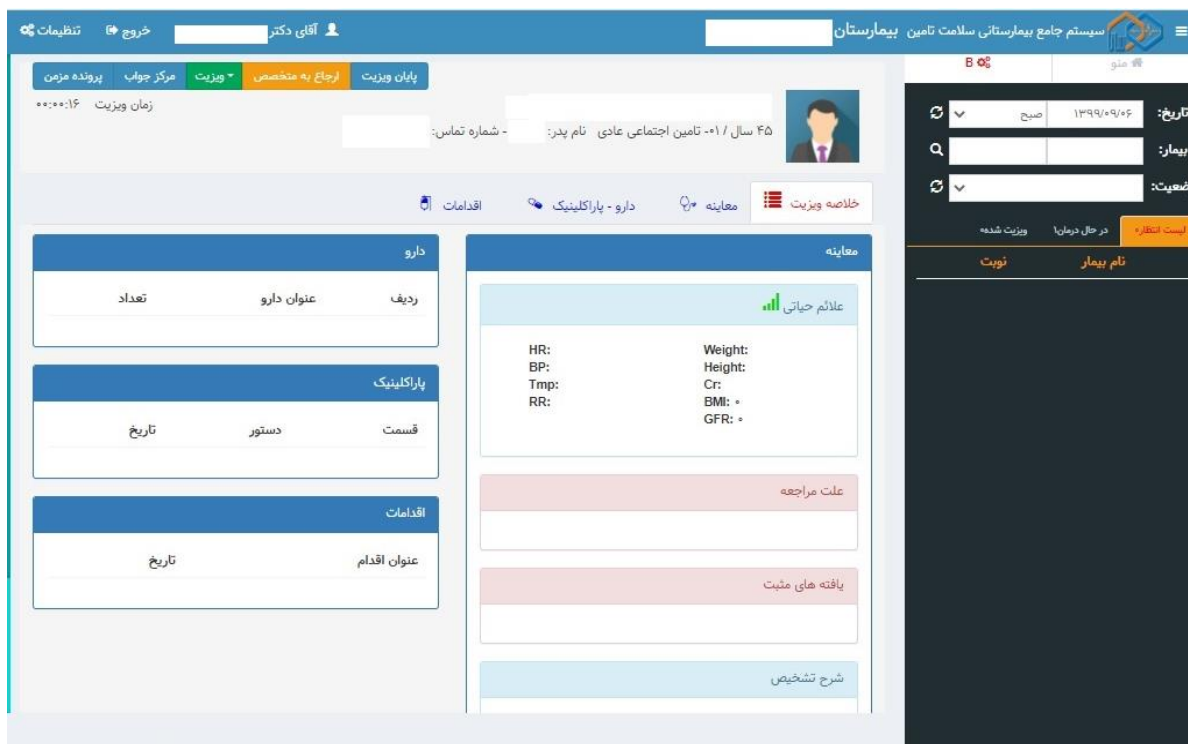 سیستم جامع بیمارستانی سلامت تامین بیمارستان
آقای دکتر
خروج
تنظیمات
منو
B
تاریخ: ۱۳۹۹/۰۹/۰۶ صبح
بیمار:
ضعیت:
لیست انتظار۰ در حال درمان۱ ویزیت شده۰
نام بیمار نوبت
پایان ویزیت ارجاع به متخصص ویزیت مرکز جواب پرونده مزمن
زمان ویزیت ۰۰:۰۰:۱۶
۴۵ سال / ۰۱- تامین اجتماعی عادی نام پدر: - شماره تماس:
خلاصه ویزیت معاینه دارو - پاراکلینیک اقدامات
معاینه
علائم حیاتی
HR: Weight:
BP: Height:
Tmp: Cr:
RR: BMI: ۰
GFR: ۰
علت مراجعه
یافته های مثبت
شرح تشخیص
دارو
ردیف عنوان دارو تعداد
پاراکلینیک
قسمت دستور تاریخ
اقدامات
عنوان اقدام تاریخ